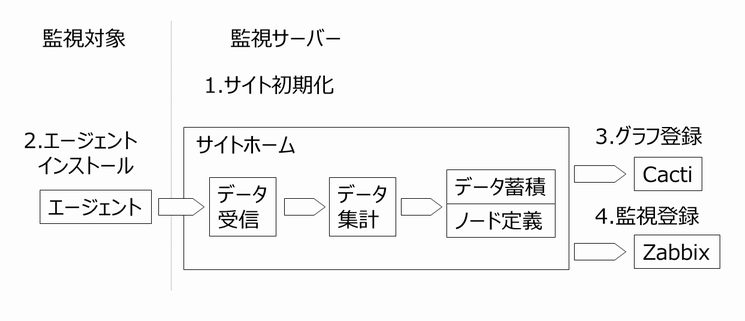 監視対象
監視サーバー
1.サイト初期化
2.エージェント
インストール
エージェント
サイトホーム
データ
受信
データ
集計
データ蓄積
ノード定義
3.グラフ登録
Cacti
4.監視登録
Zabbix